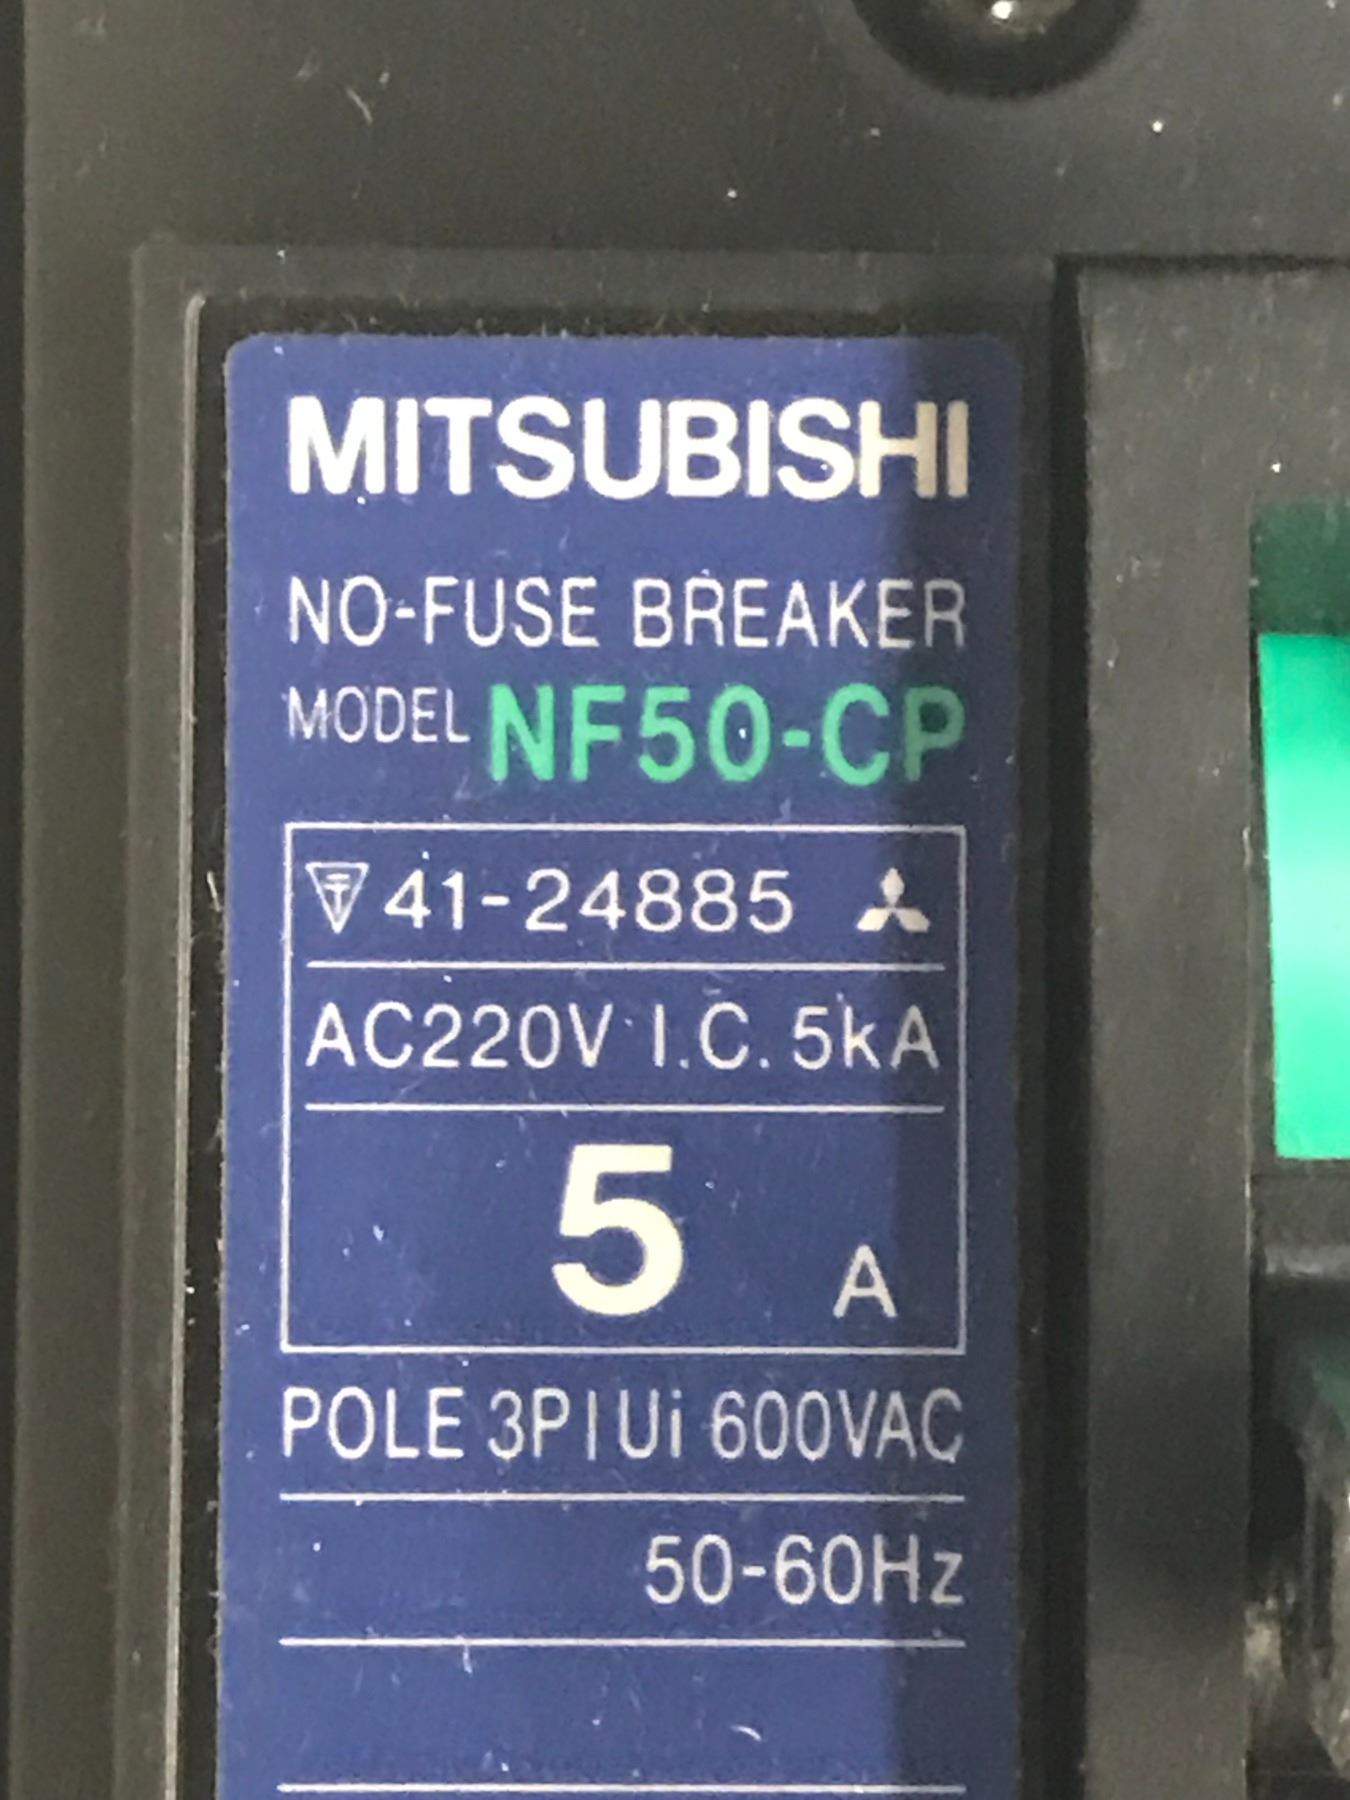 MITSUBISHI
NO-FUSE BREAKER
MODEL NF50-CP
41-24885
AC220V I.C. 5kA
5 A
POLE 3P|Ui 600VAC
50-60Hz